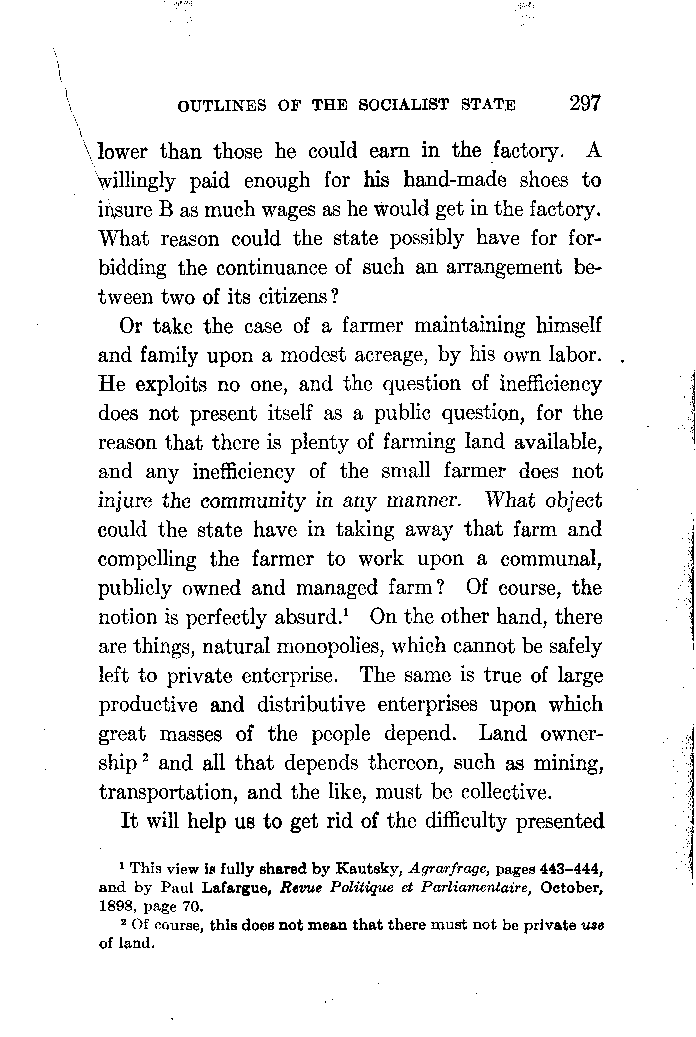 OUTLINES OF THE SOCIALIST STATE 297
lower than those he could earn in the factory. A
willingly paid enough for his hand-made shoes to
insure B as much wages as he would get in the factory.
What reason could the state possibly have for for-
bidding the continuance of such an arrangement be-
tween two of its citizens?
Or take the case of a farmer maintaining himself
and family upon a modest acreage, by his own labor.
He exploits no one, and the question of inefficiency
does not present itself as a public question, for the
reason that there is plenty of farming land available,
and any inefficiency of the small farmer does not
injure the community in any manner. What object
could the state have in taking away that farm and
compelling the farmer to work upon a communal,
publicly owned and managed farm? Of course, the
notion is perfectly absurd.¹ On the other hand, there
are things, natural monopolies, which cannot be safely
left to private enterprise. The same is true of large
productive and distributive enterprises upon which
great masses of the people depend. Land owner-
ship² and all that depends thereon, such as mining,
transportation, and the like, must be collective.
It will help us to get rid of the difficulty presented
¹ This view is fully shared by Kautsky, Agrarfrage, pages 443–444,
and by Paul Lafargue, Revue Politique et Parliamentaire, October,
1898, page 70.
² Of course, this does not mean that there must not be private use
of land.